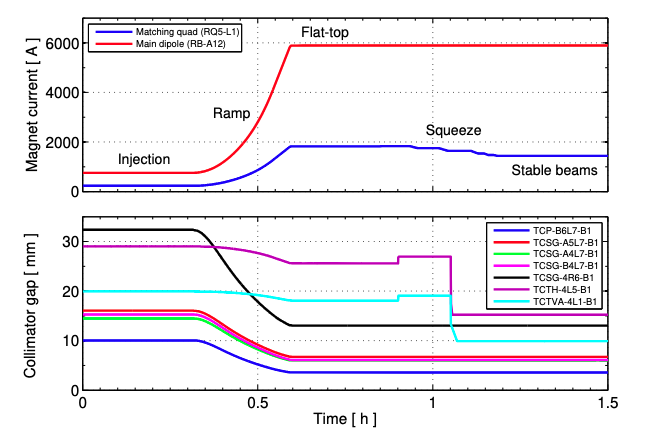 Magnet current [ A ]
6000
4000
2000
0
Matching quad (RQ5-L1)
Main dipole (RB-A12)
Flat-top
Ramp
Squeeze
Injection
Stable beams
Collimator gap [ mm ]
30
20
10
0
TCP-B6L7-B1
TCSG-A5L7-B1
TCSG-A4L7-B1
TCSG-B4L7-B1
TCSG-4R6-B1
TCTH-4L5-B1
TCTVA-4L1-B1
0
0.5
1
1.5
Time [ h ]